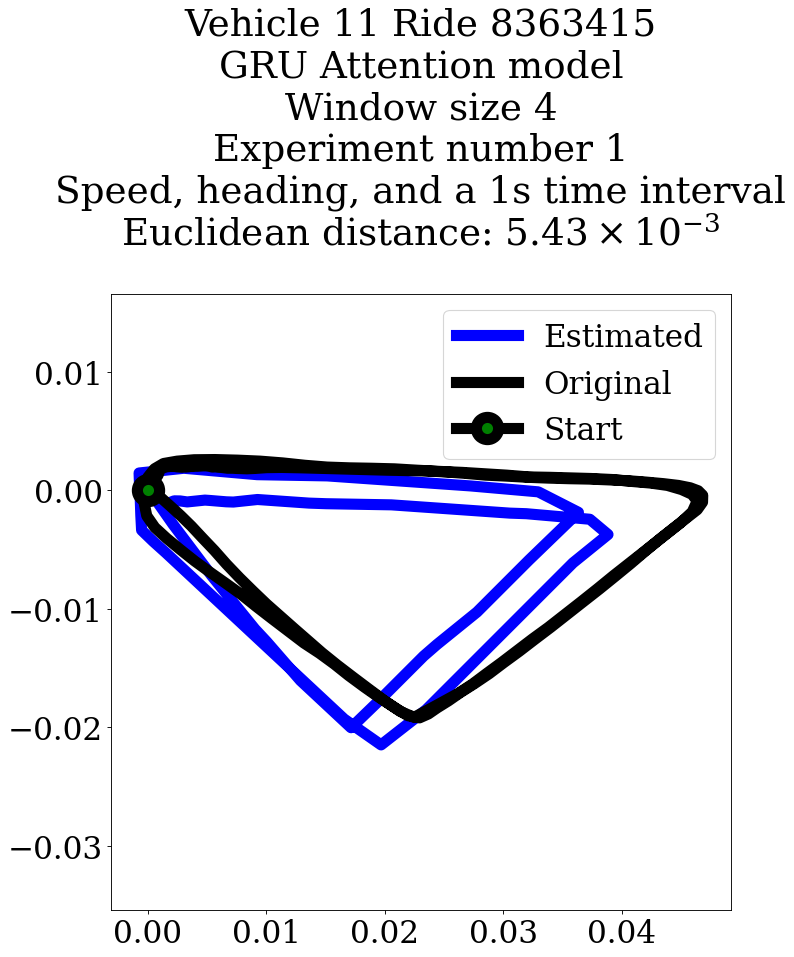 Vehicle 11 Ride 8363415
GRU Attention model
Window size 4
Experiment number 1
Speed, heading, and a 1s time interval
Euclidean distance: 5.43 × 10⁻³
Estimated
Original
Start
0.01
0.00
−0.01
−0.02
−0.03
0.00 0.01 0.02 0.03 0.04